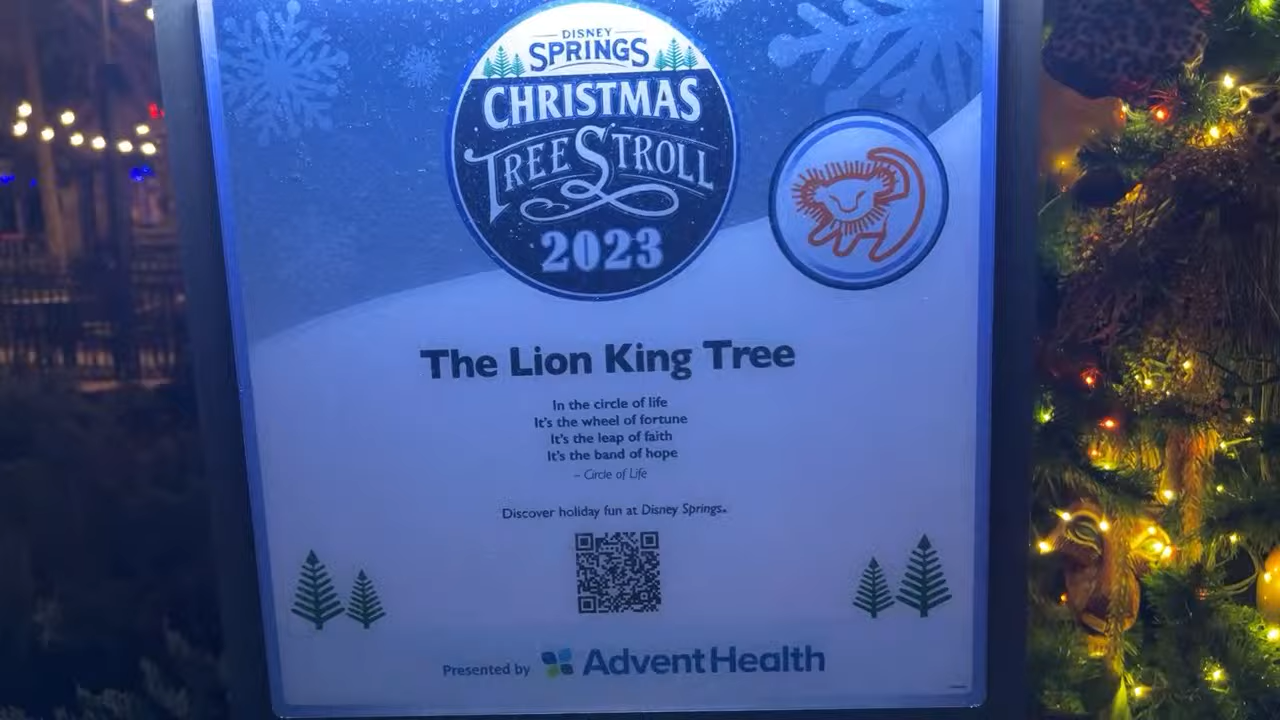 DISNEY
SPRINGS
CHRISTMAS
TREE STROLL
2023
The Lion King Tree
In the circle of life
It's the wheel of fortune
It's the leap of faith
It's the band of hope
– Circle of Life
Discover holiday fun at Disney Springs.
Presented by AdventHealth